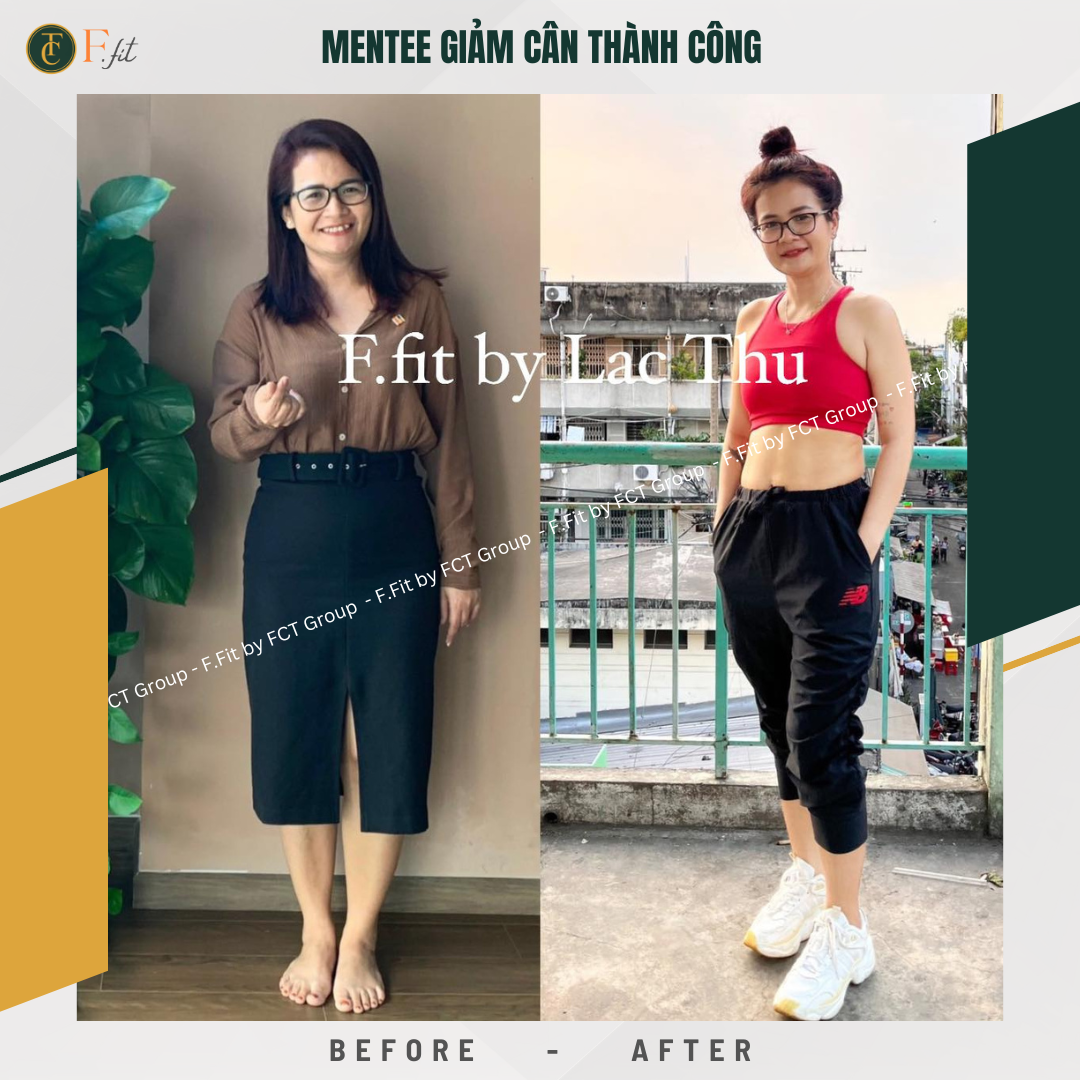 F.fit
MENTEE GIẢM CÂN THÀNH CÔNG
F.fit by Lac Thu
CT Group - F.Fit by FCT Group - F.Fit by FCT Group - F.Fit by FCT Group - F.Fit by FCT Group - F.Fit by F
NB
BEFORE - AFTER